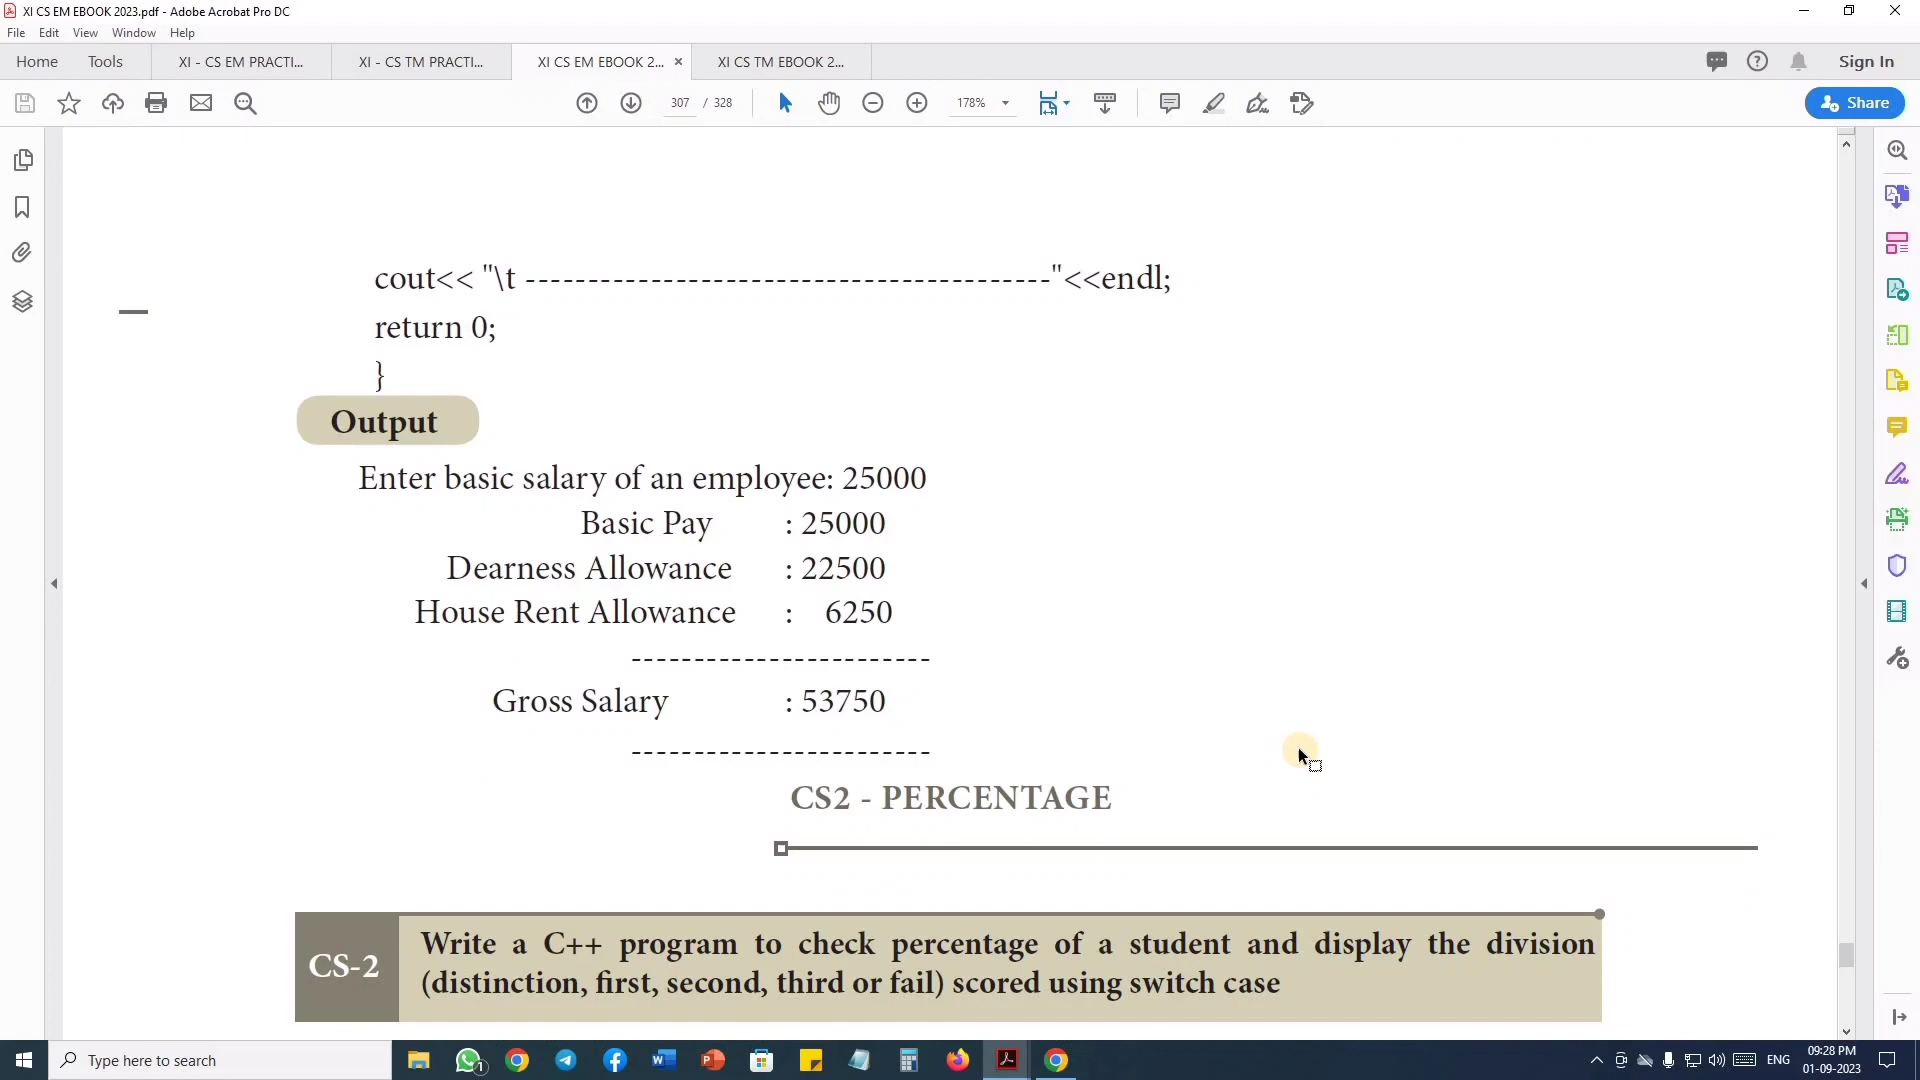 XI CS EM EBOOK 2023.pdf - Adobe Acrobat Pro DC
File Edit View Window Help
Home Tools XI - CS EM PRACTI... XI - CS TM PRACTI... XI CS EM EBOOK 2... × XI CS TM EBOOK 2... Sign In
307 / 328 178% Share
cout<< "\t ------------------------------------------"<<endl;
return 0;
}
Output
Enter basic salary of an employee: 25000
Basic Pay : 25000
Dearness Allowance : 22500
House Rent Allowance : 6250
------------------------
Gross Salary : 53750
------------------------
CS2 - PERCENTAGE
CS-2
Write a C++ program to check percentage of a student and display the division
(distinction, first, second, third or fail) scored using switch case
Type here to search 1 ENG 09:28 PM
01-09-2023